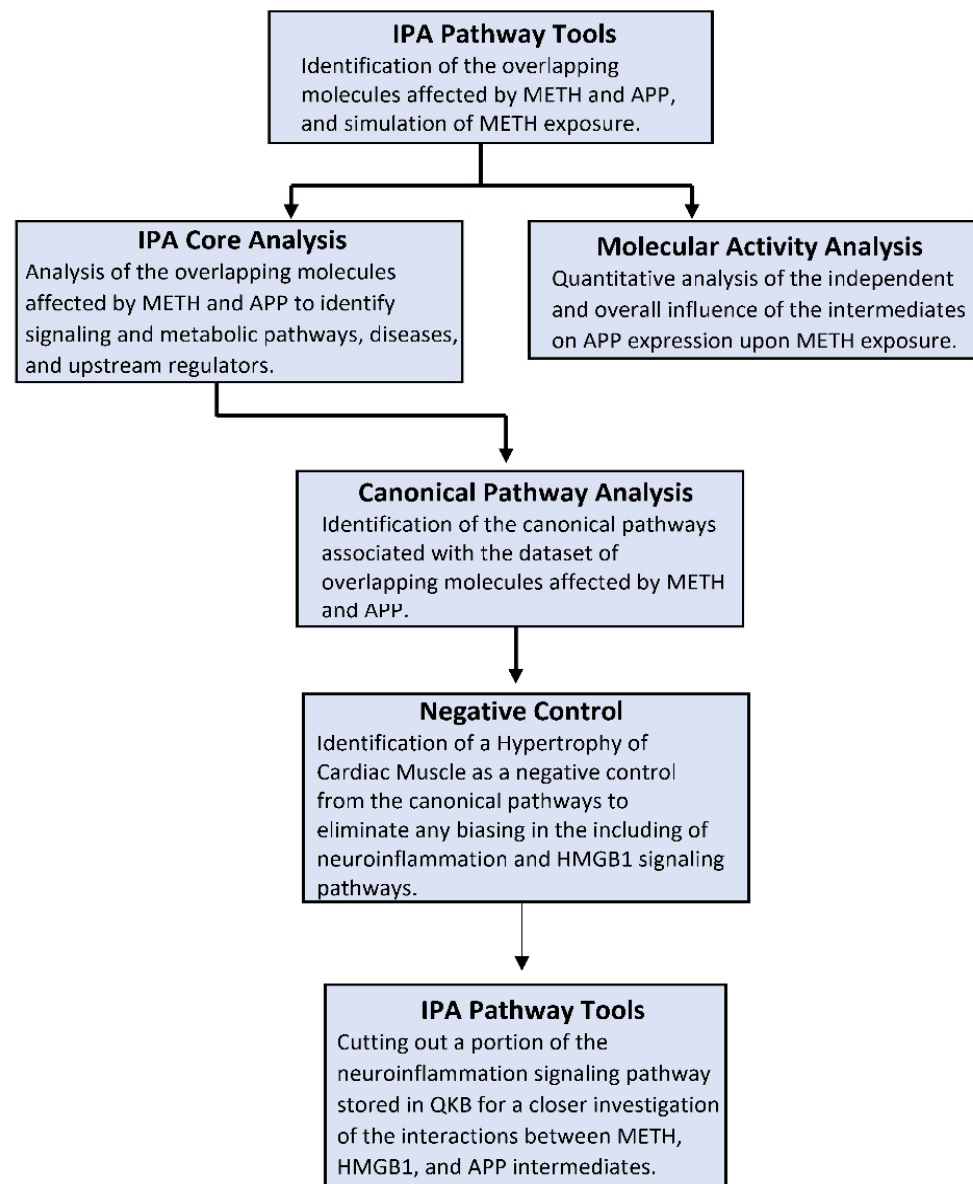 IPA Pathway Tools
Identification of the overlapping
molecules affected by METH and APP,
and simulation of METH exposure.
IPA Core Analysis
Analysis of the overlapping molecules
affected by METH and APP to identify
signaling and metabolic pathways, diseases,
and upstream regulators.
Molecular Activity Analysis
Quantitative analysis of the independent
and overall influence of the intermediates
on APP expression upon METH exposure.
Canonical Pathway Analysis
Identification of the canonical pathways
associated with the dataset of
overlapping molecules affected by METH
and APP.
Negative Control
Identification of a Hypertrophy of
Cardiac Muscle as a negative control
from the canonical pathways to
eliminate any biasing in the including of
neuroinflammation and HMGB1 signaling
pathways.
IPA Pathway Tools
Cutting out a portion of the
neuroinflammation signaling pathway
stored in QKB for a closer investigation
of the interactions between METH,
HMGB1, and APP intermediates.